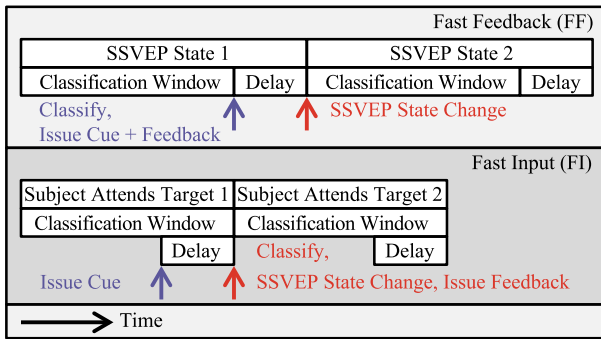 Fast Feedback (FF)
SSVEP State 1 SSVEP State 2
Classification Window Delay Classification Window Delay
Classify, SSVEP State Change
Issue Cue + Feedback
Fast Input (FI)
Subject Attends Target 1 Subject Attends Target 2
Classification Window Classification Window
Delay Classify, Delay
Issue Cue SSVEP State Change, Issue Feedback
Time